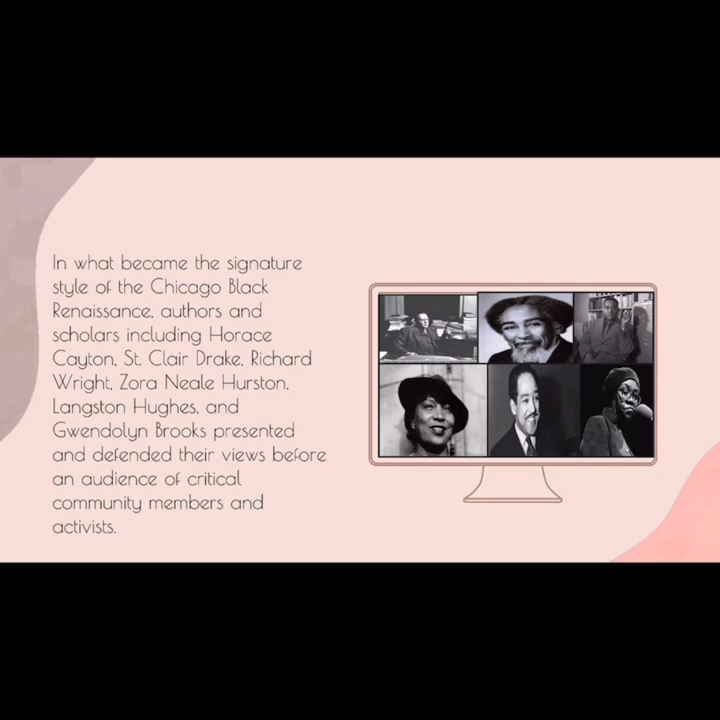 In what became the signature
style of the Chicago Black
Renaissance, authors and
scholars including Horace
Cayton, St. Clair Drake, Richard
Wright, Zora Neale Hurston,
Langston Hughes, and
Gwendolyn Brooks presented
and defended their views before
an audience of critical
community members and
activists.